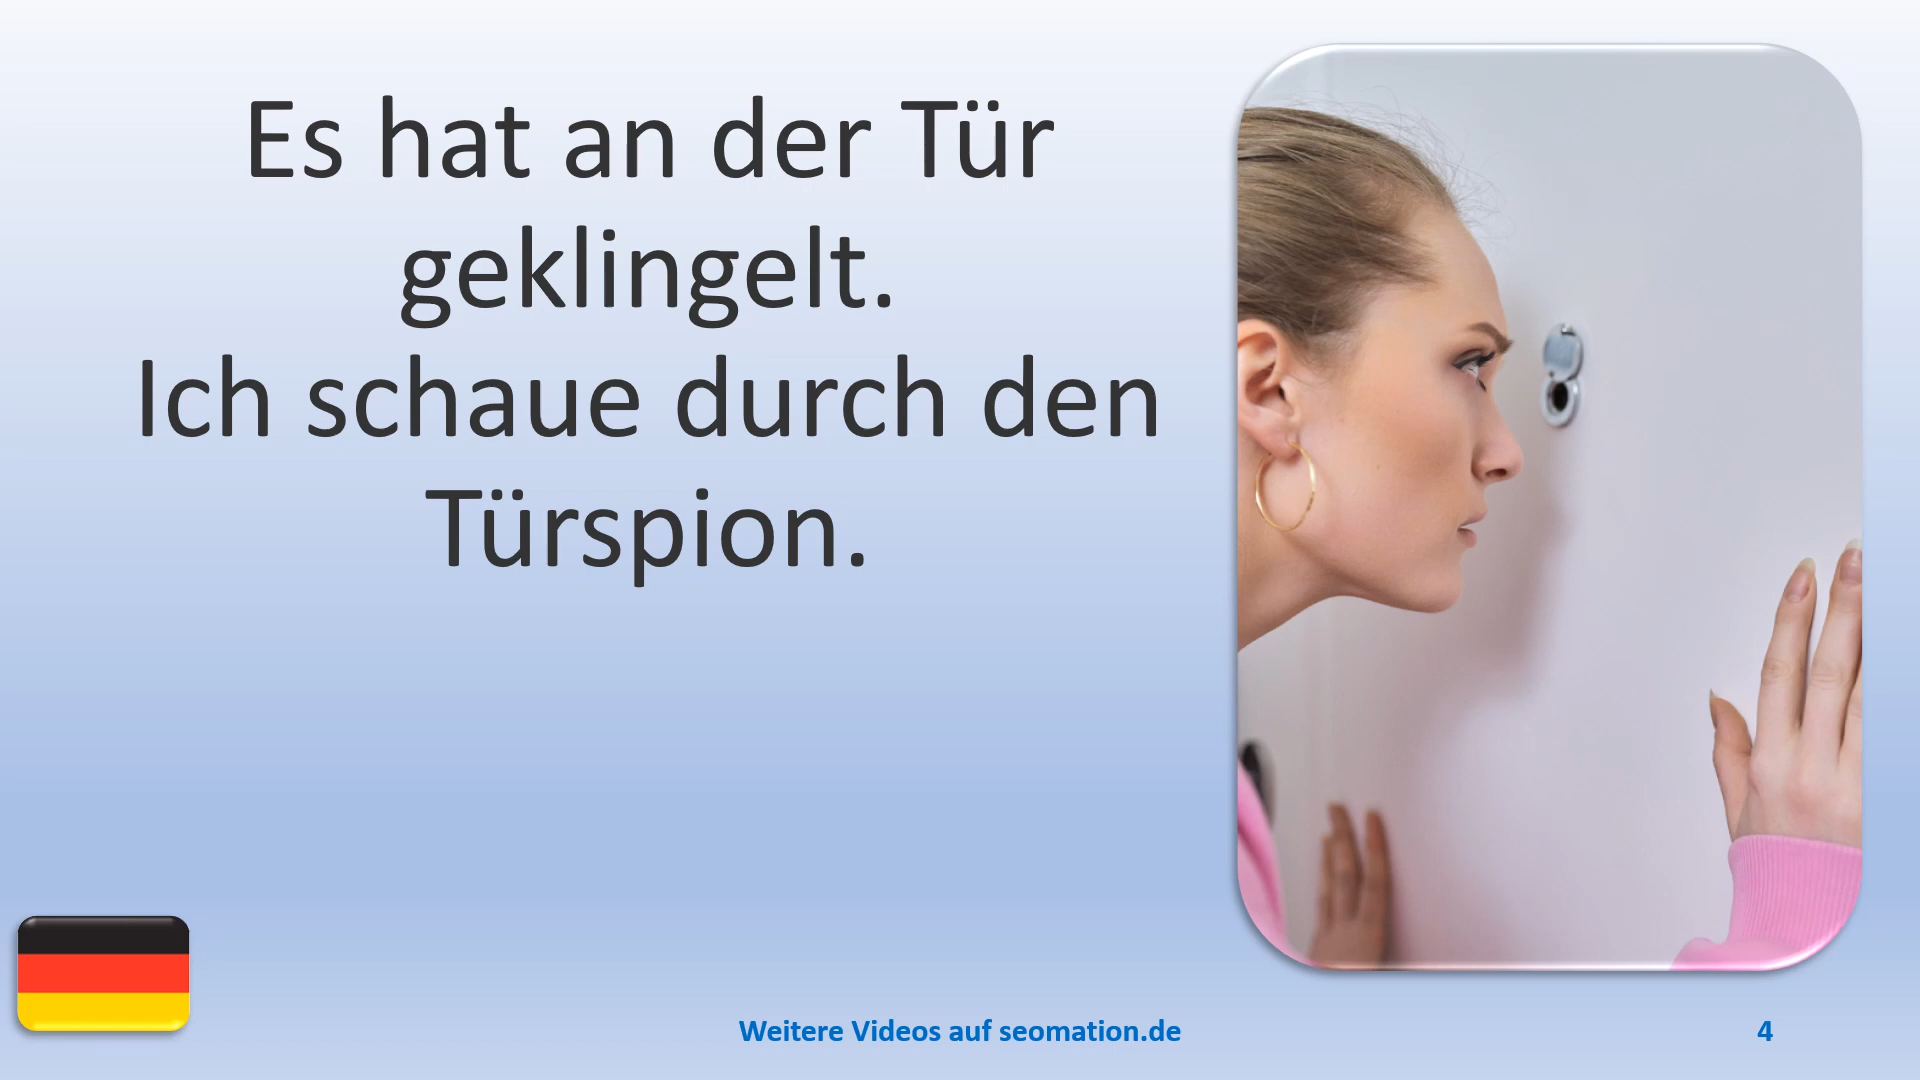 Es hat an der Tür
geklingelt.
Ich schaue durch den
Türspion.
Weitere Videos auf seomation.de
4